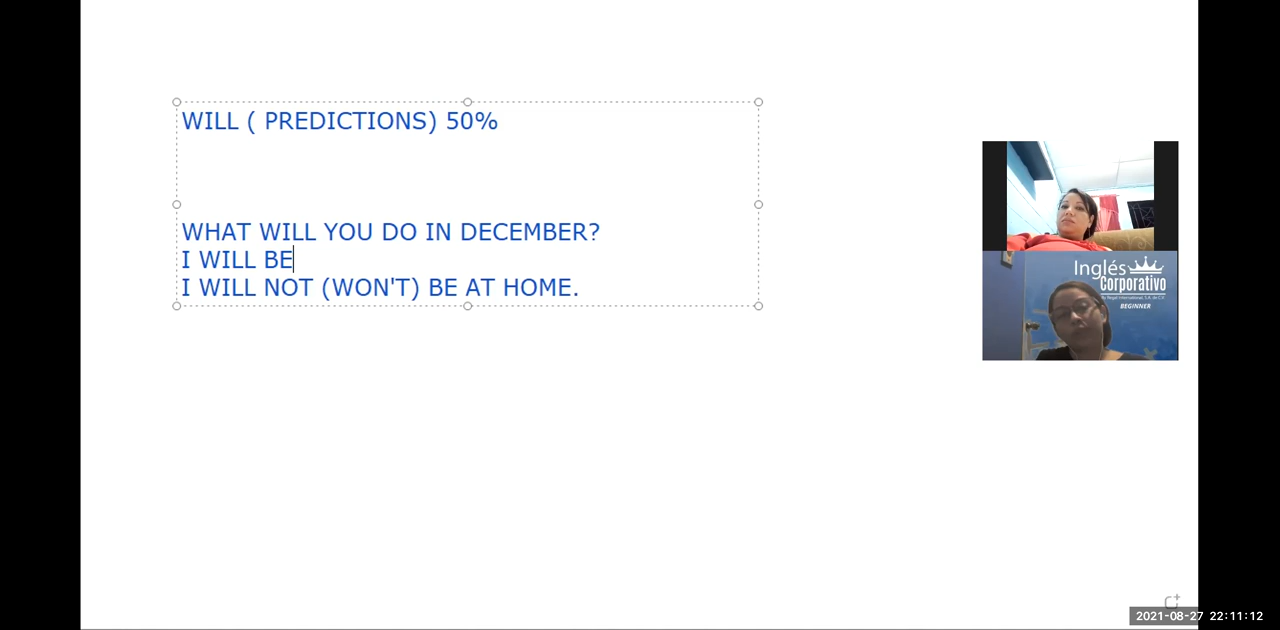 WILL ( PREDICTIONS) 50%
WHAT WILL YOU DO IN DECEMBER?
I WILL BE
I WILL NOT (WON'T) BE AT HOME.
Inglés
Corporativo
BEGINNER
2021-08-27 22:11:12